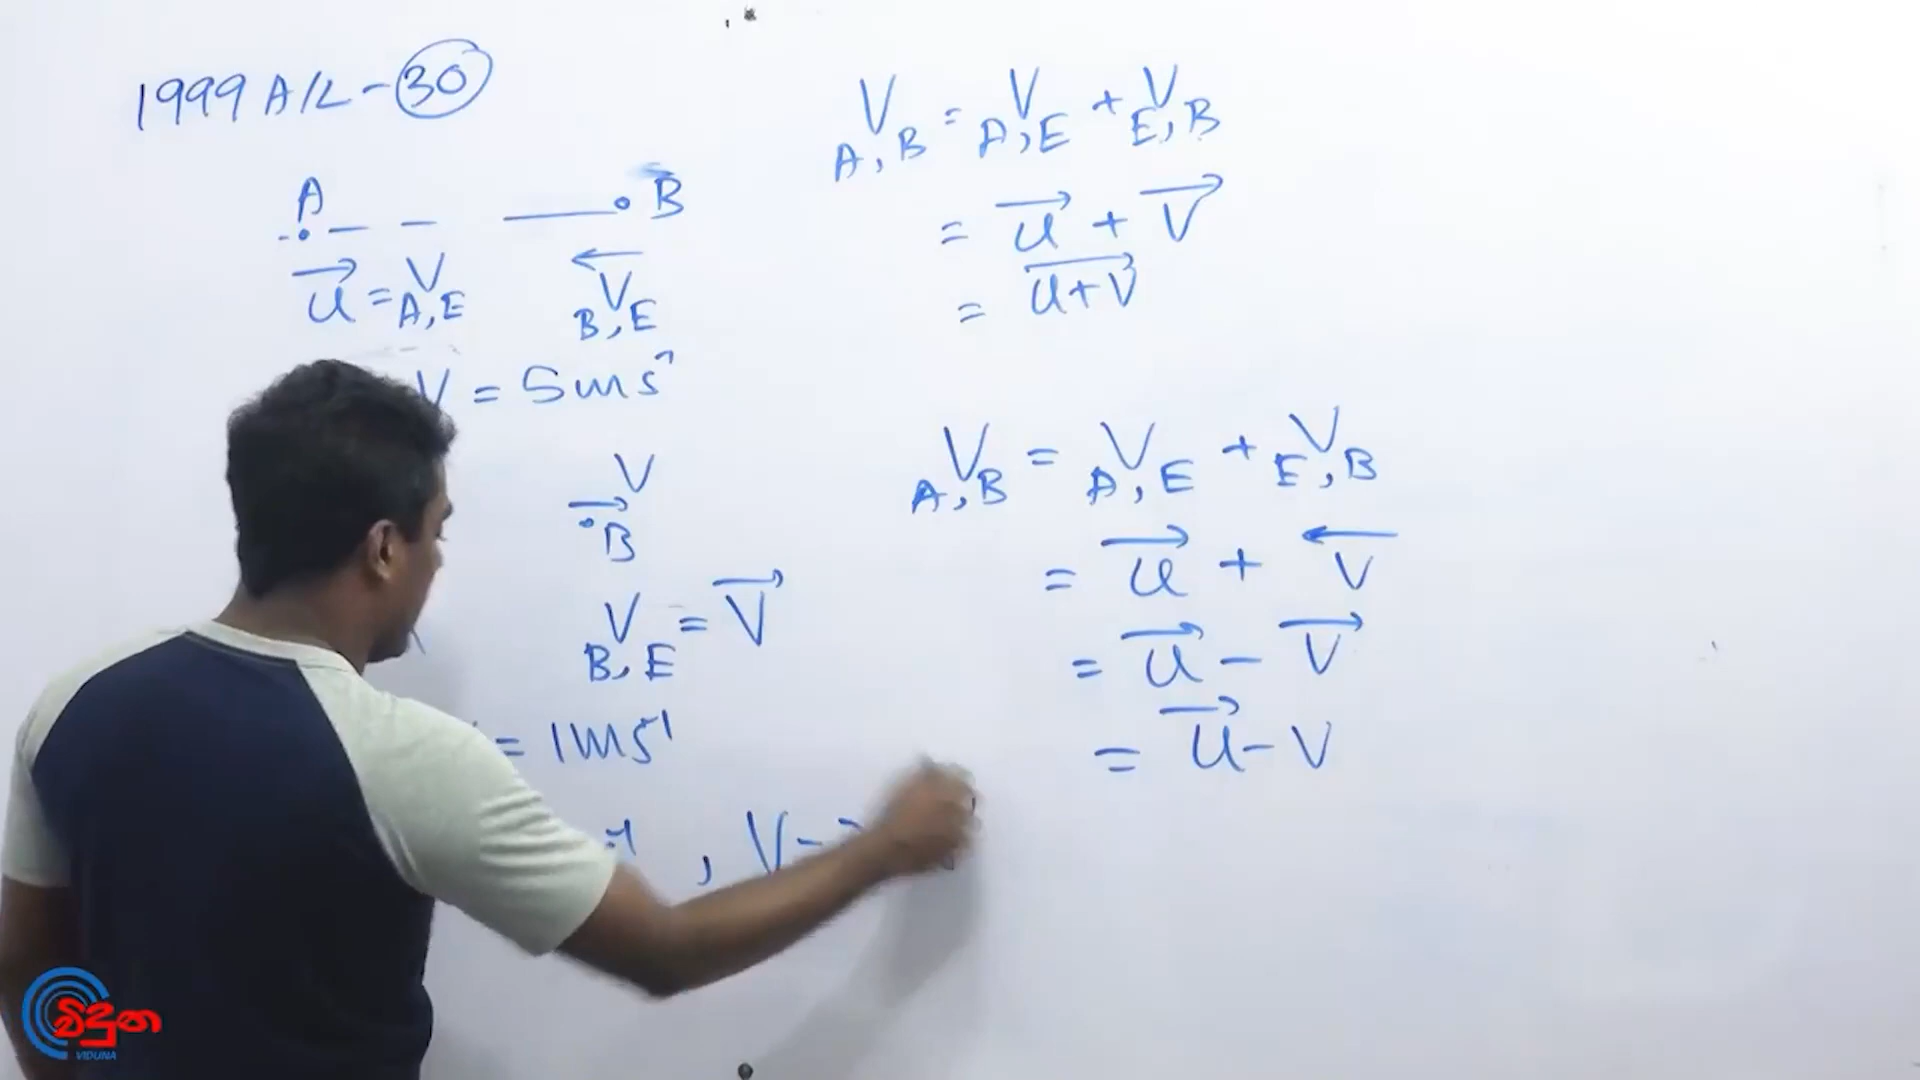 1999 A/L - 30
A B
u = V A,E
V B,E
V = 5ms⁻¹
V
B
V B,E = V
= 1ms⁻¹
, V =
V A,B = V A,E + V E,B
= u + V
= u+V
V A,B = V A,E + V E,B
= u + V
= u - V
= u - V
විදුන
VIDUNA